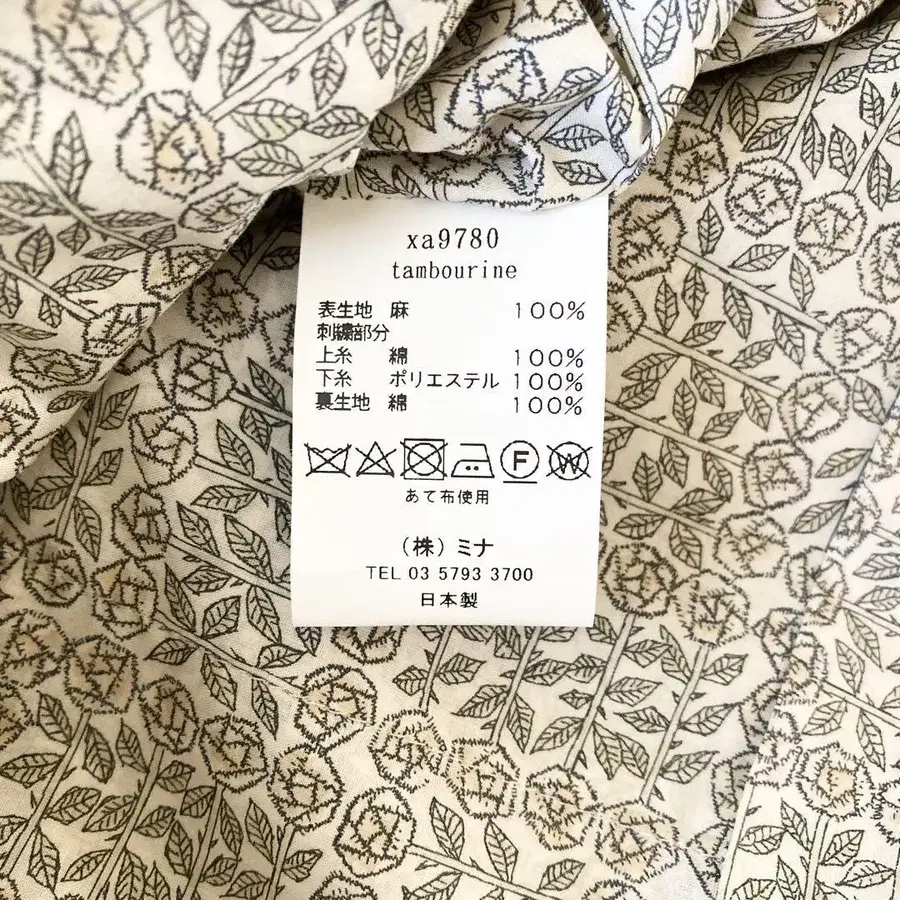 xa9780
tambourine
表生地 麻 100%
刺繍部分
上糸 綿 100%
下糸 ポリエステル 100%
裏生地 綿 100%
F W
あて布使用
(株)ミナ
TEL 03 5793 3700
日本製